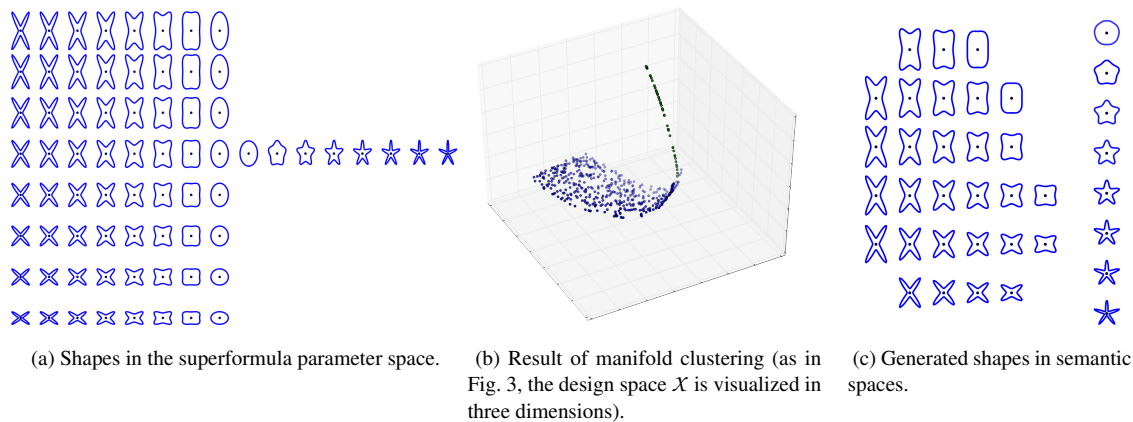 (a) Shapes in the superformula parameter space.
(b) Result of manifold clustering (as in
Fig. 3, the design space X is visualized in
three dimensions).
(c) Generated shapes in semantic
spaces.